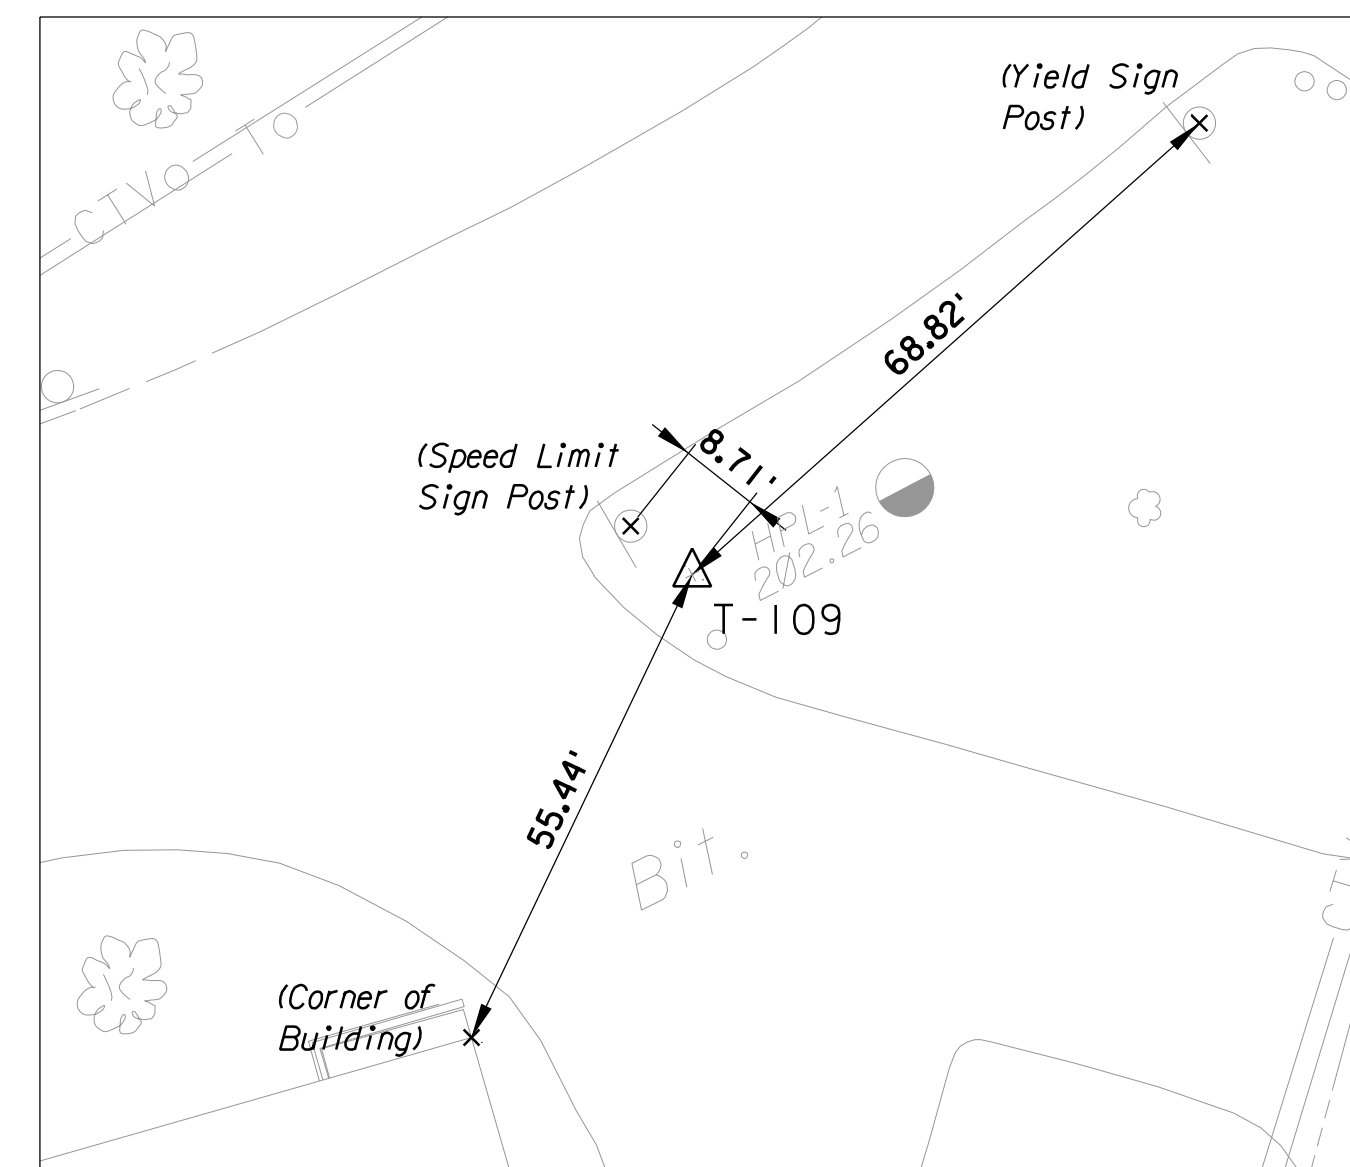 (Yield Sign
Post)
CTV
T
68.82'
8.71'
(Speed Limit
Sign Post)
HPL-1
202.26
T-109
55.44'
Bit.
(Corner of
Building)